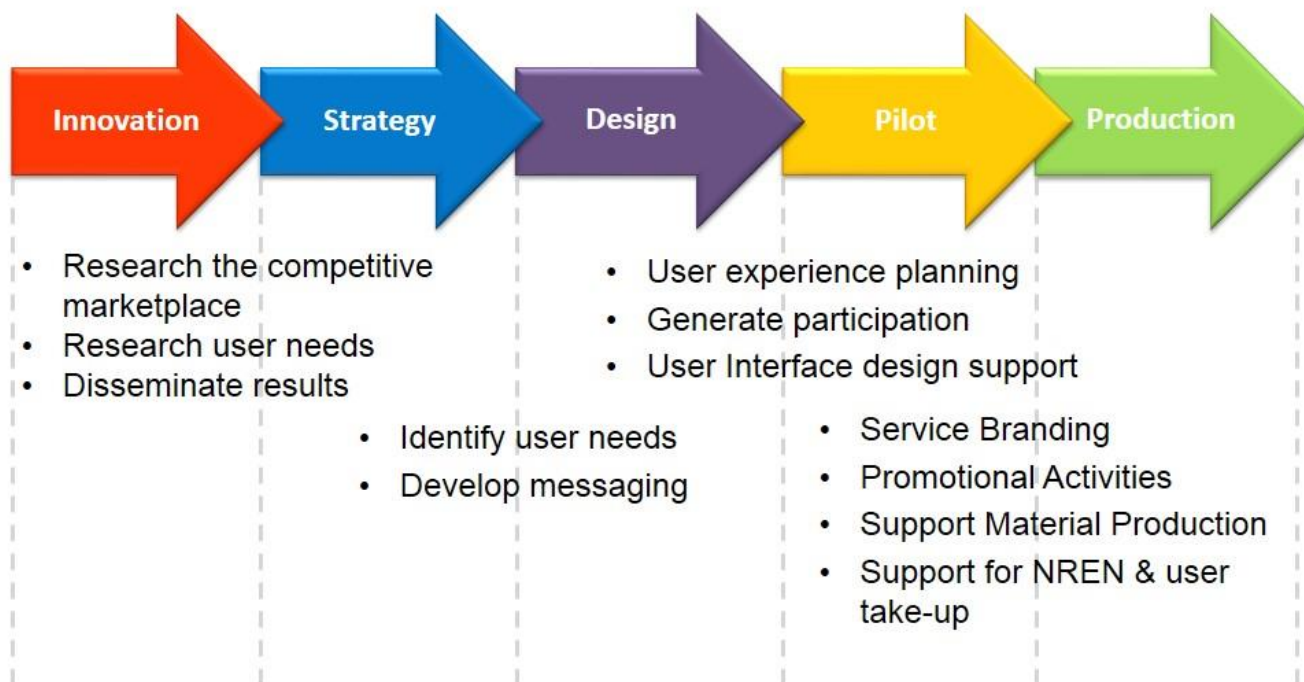 Innovation
Strategy
Design
Pilot
Production
• Research the competitive
marketplace
• Research user needs
• Disseminate results
• User experience planning
• Generate participation
• User Interface design support
• Identify user needs
• Develop messaging
• Service Branding
• Promotional Activities
• Support Material Production
• Support for NREN & user
take-up